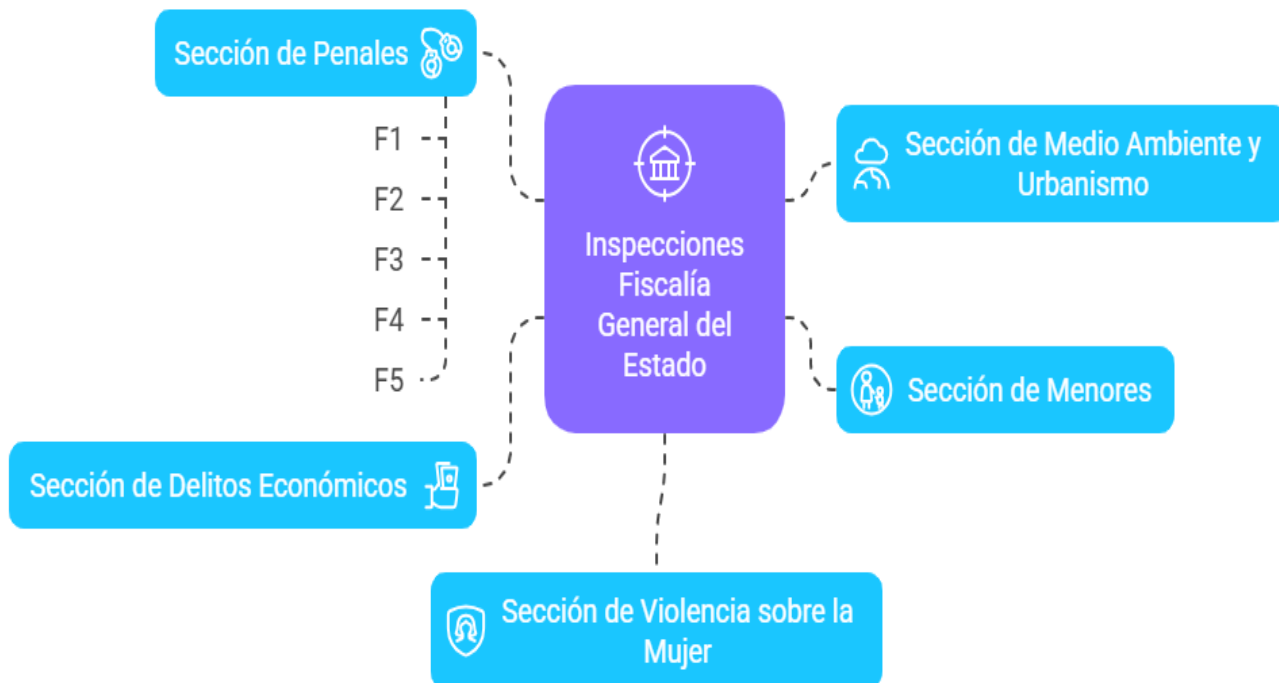 Sección de Penales
F1
F2
F3
F4
F5
Sección de Delitos Económicos
Inspecciones
Fiscalía
General del
Estado
Sección de Medio Ambiente y
Urbanismo
Sección de Menores
Sección de Violencia sobre la
Mujer